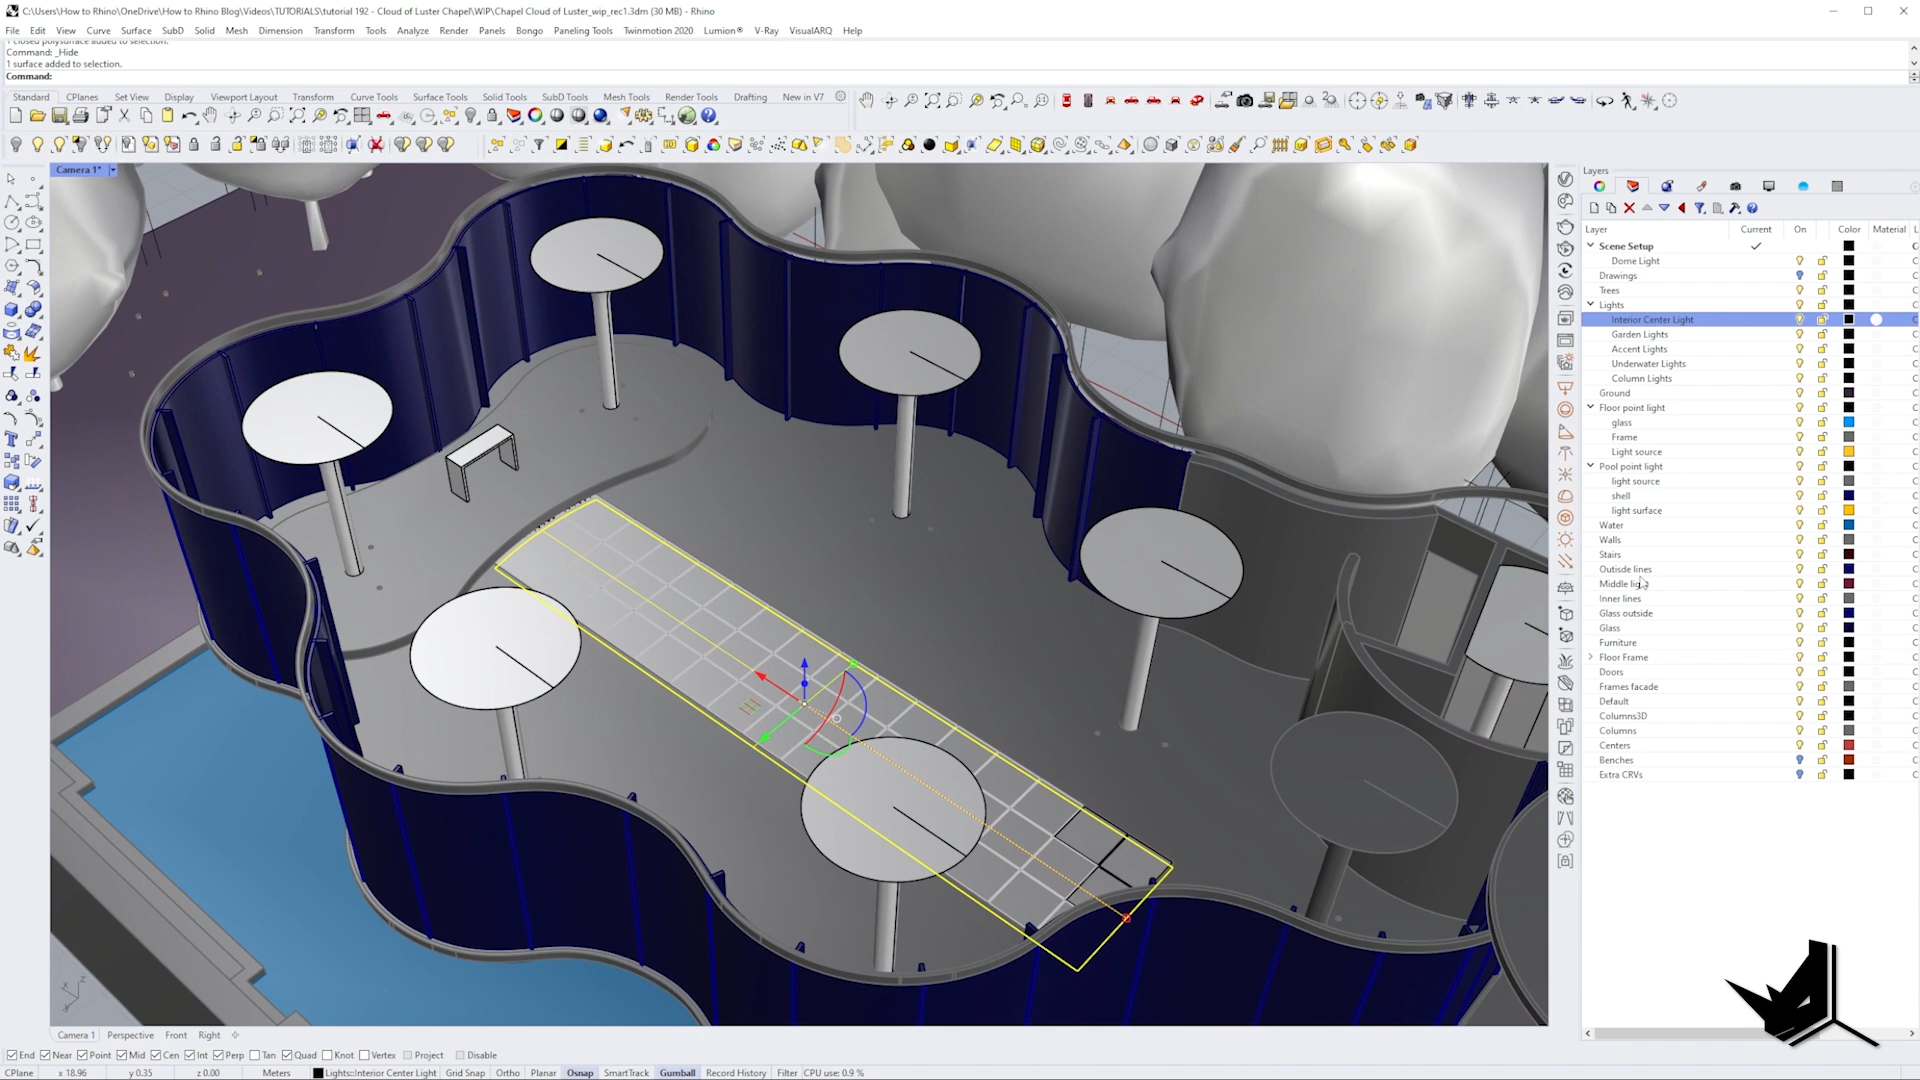 C:\Users\How to Rhino\OneDrive\How to Rhino Blog\Videos\TUTORIALS\tutorial 192 - Cloud of Luster Chapel\WIP\Chapel Cloud of Luster_wip_rec1.3dm (30 MB) - Rhino
File Edit View Curve Surface SubD Solid Mesh Dimension Transform Tools Analyze Render Panels Bongo Paneling Tools Twinmotion 2020 Lumion® V-Ray VisualARQ Help
1 closed polysurface added to selection.
Command: _Hide
1 surface added to selection.
Command:
Standard CPlanes Set View Display Viewport Layout Transform Curve Tools Surface Tools Solid Tools SubD Tools Mesh Tools Render Tools Drafting New in V7
Camera 1*
Layers
Layer Current On Color Material L
Scene Setup
Dome Light
Drawings
Trees
Lights
Interior Center Light
Garden Lights
Accent Lights
Underwater Lights
Column Lights
Ground
Floor point light
glass
Frame
Light source
Pool point light
light source
shell
light surface
Water
Walls
Stairs
Outisde lines
Middle
Inner lines
Glass outside
Glass
Furniture
Floor Frame
Doors
Frames facade
Default
Columns3D
Columns
Centers
Benches
Extra CRVs
Camera 1 Perspective Front Right
End Near Point Mid Cen Int Perp Tan Quad Knot Vertex Project Disable
CPlane x 18.96 y 0.35 z 0.00 Meters Lights::Interior Center Light Grid Snap Ortho Planar Osnap SmartTrack Gumball Record History Filter CPU use: 0.9 %